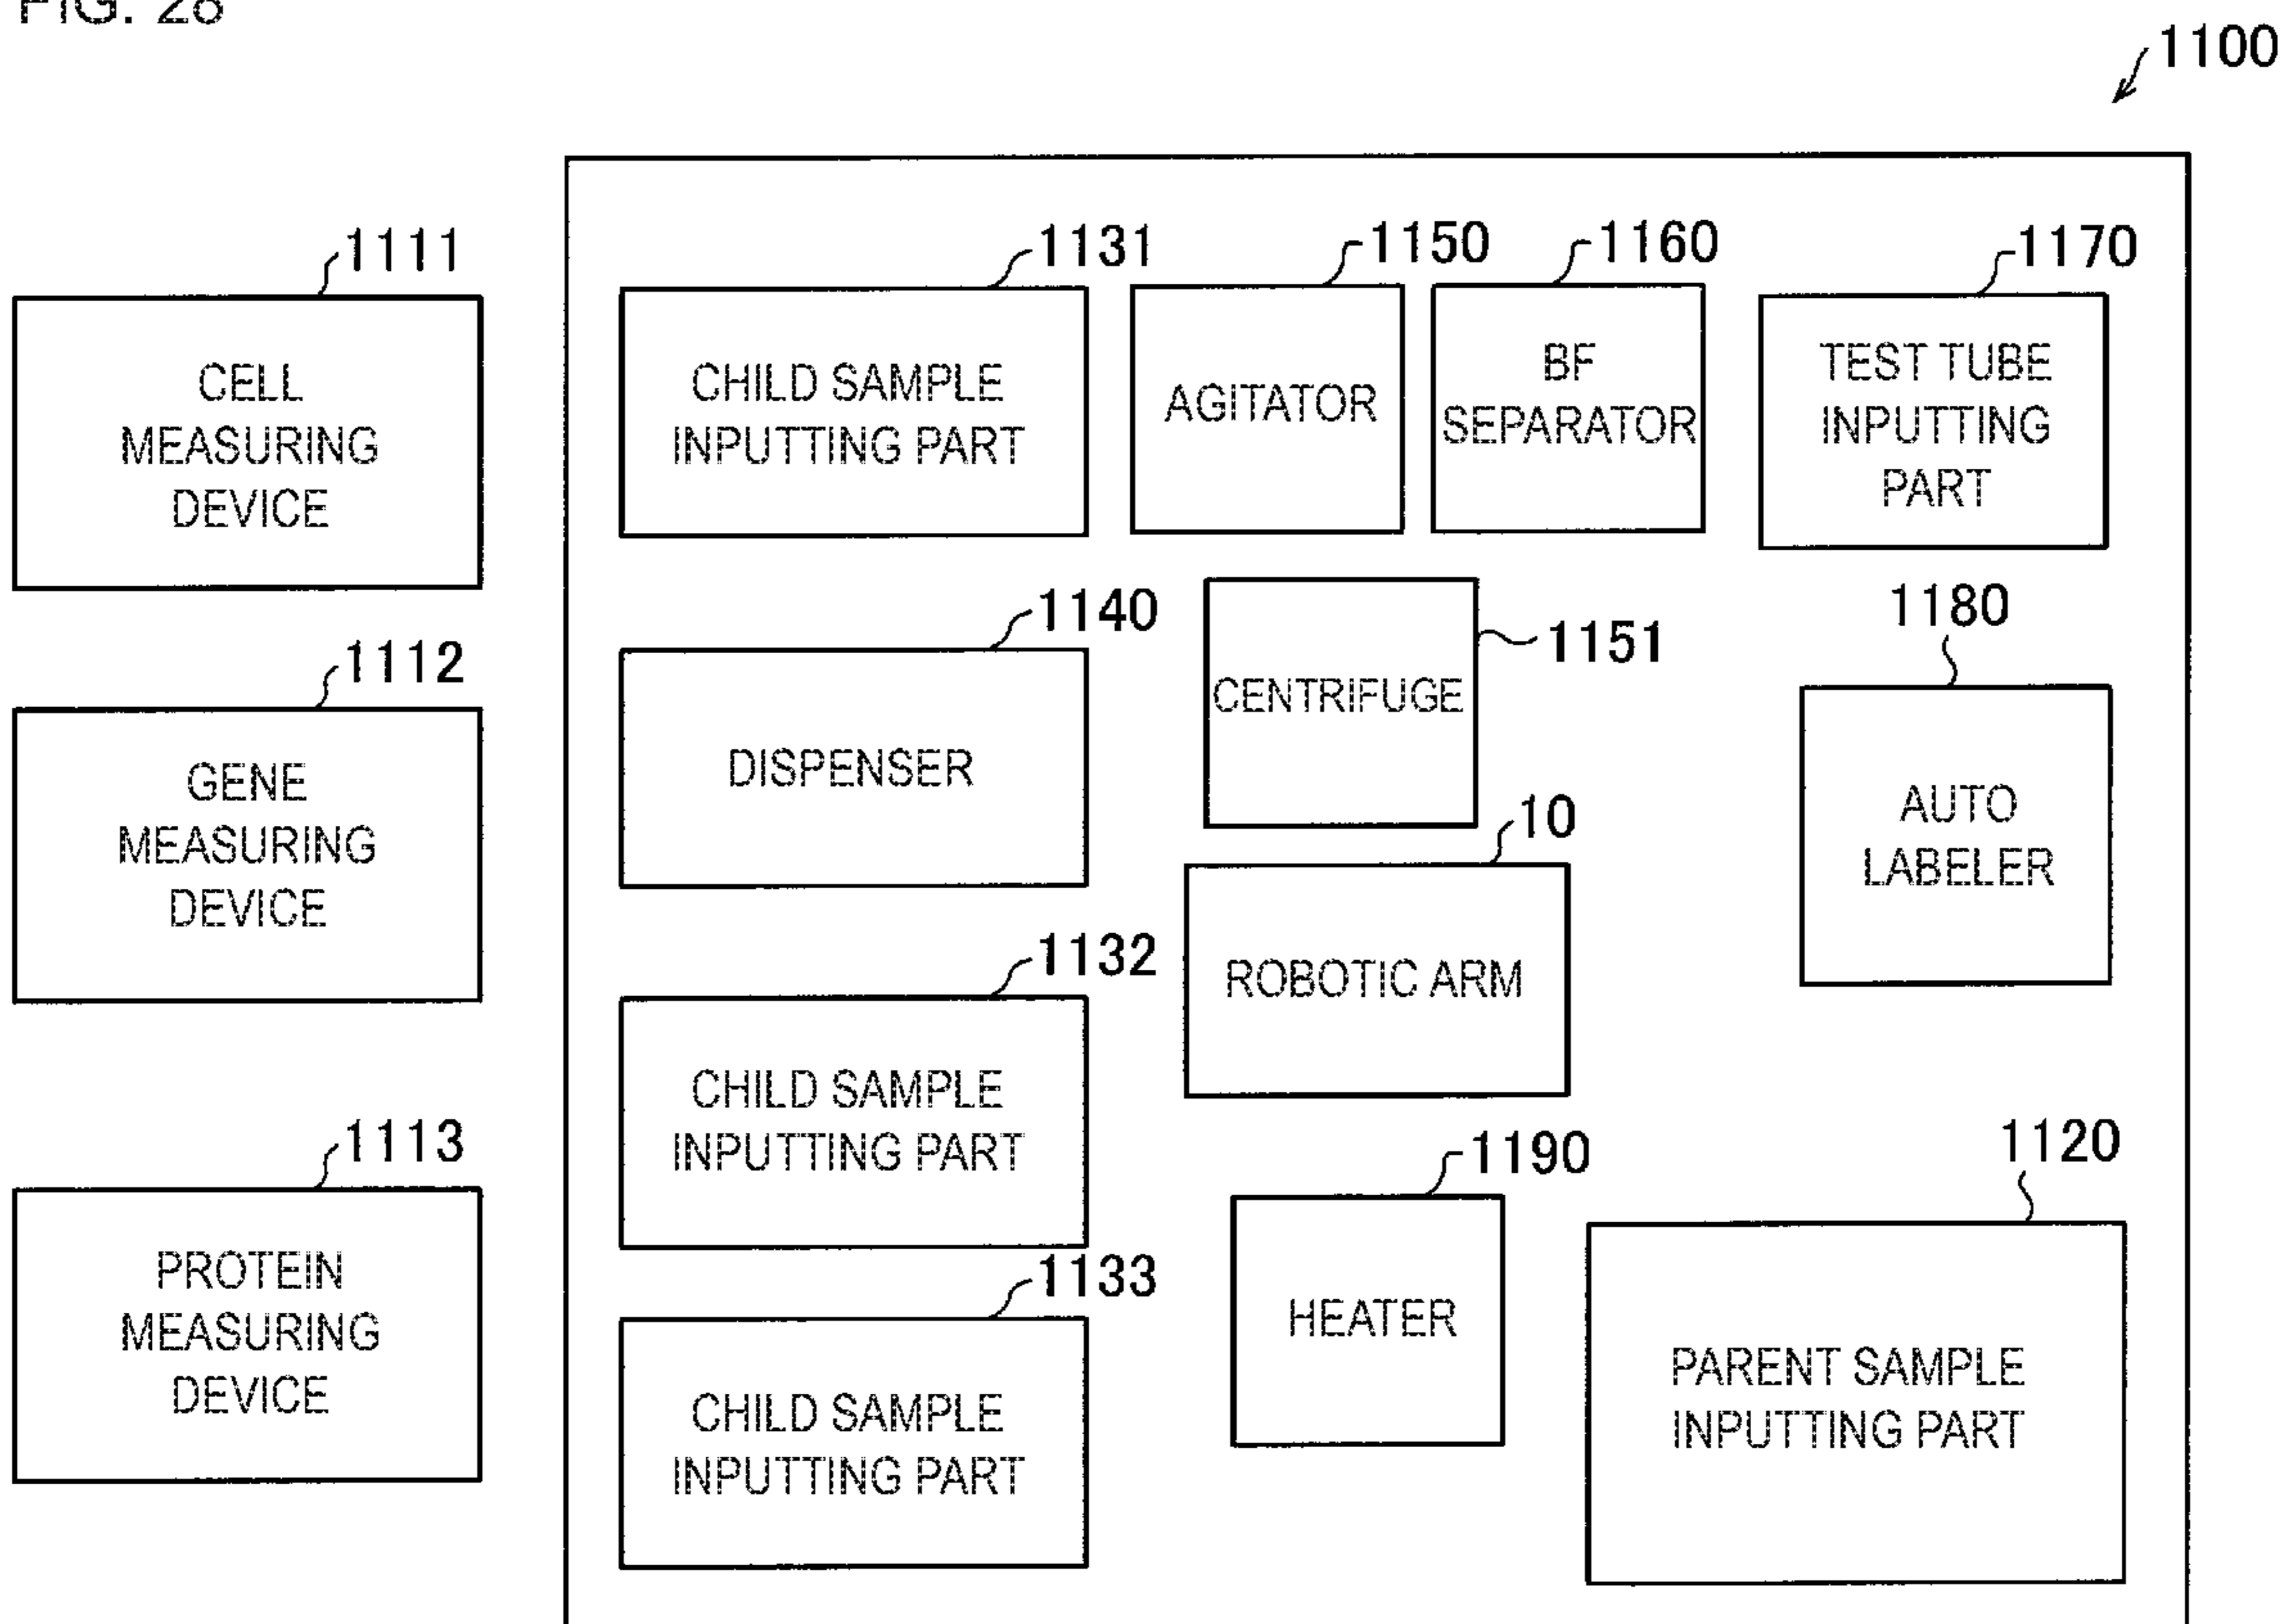 FIG. 28
1100
1111
CELL
MEASURING
DEVICE
1112
GENE
MEASURING
DEVICE
1113
PROTEIN
MEASURING
DEVICE
1131
CHILD SAMPLE
INPUTTING PART
1150
AGITATOR
1160
BF
SEPARATOR
1170
TEST TUBE
INPUTTING
PART
1140
DISPENSER
1151
CENTRIFUGE
1180
AUTO
LABELER
10
ROBOTIC ARM
1132
CHILD SAMPLE
INPUTTING PART
1190
HEATER
1120
PARENT SAMPLE
INPUTTING PART
1133
CHILD SAMPLE
INPUTTING PART